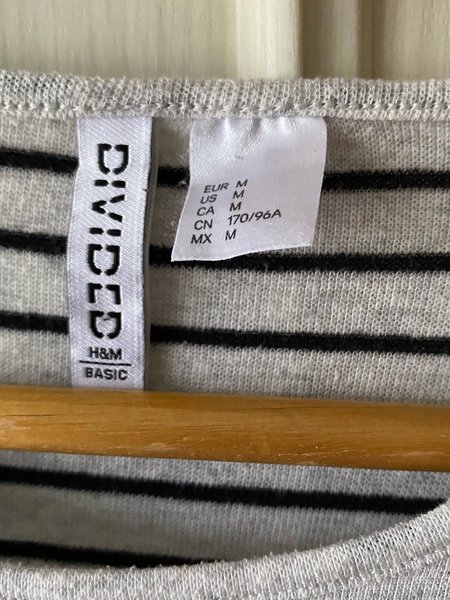 DIVIDED
H&M
BASIC
EUR M
US M
CA M
CN 170/96A
MX M